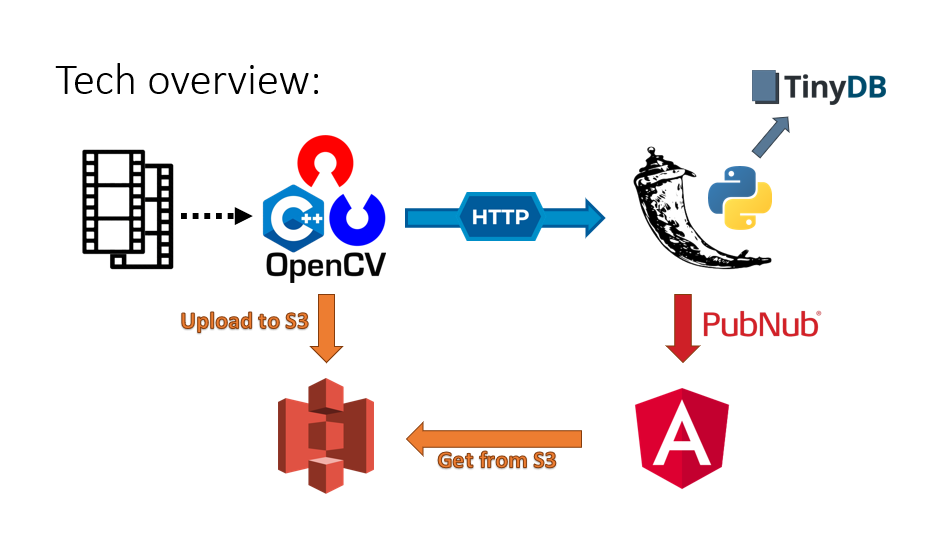 Tech overview:
TinyDB
C++
OpenCV
HTTP
Upload to S3
PubNub®
A
Get from S3